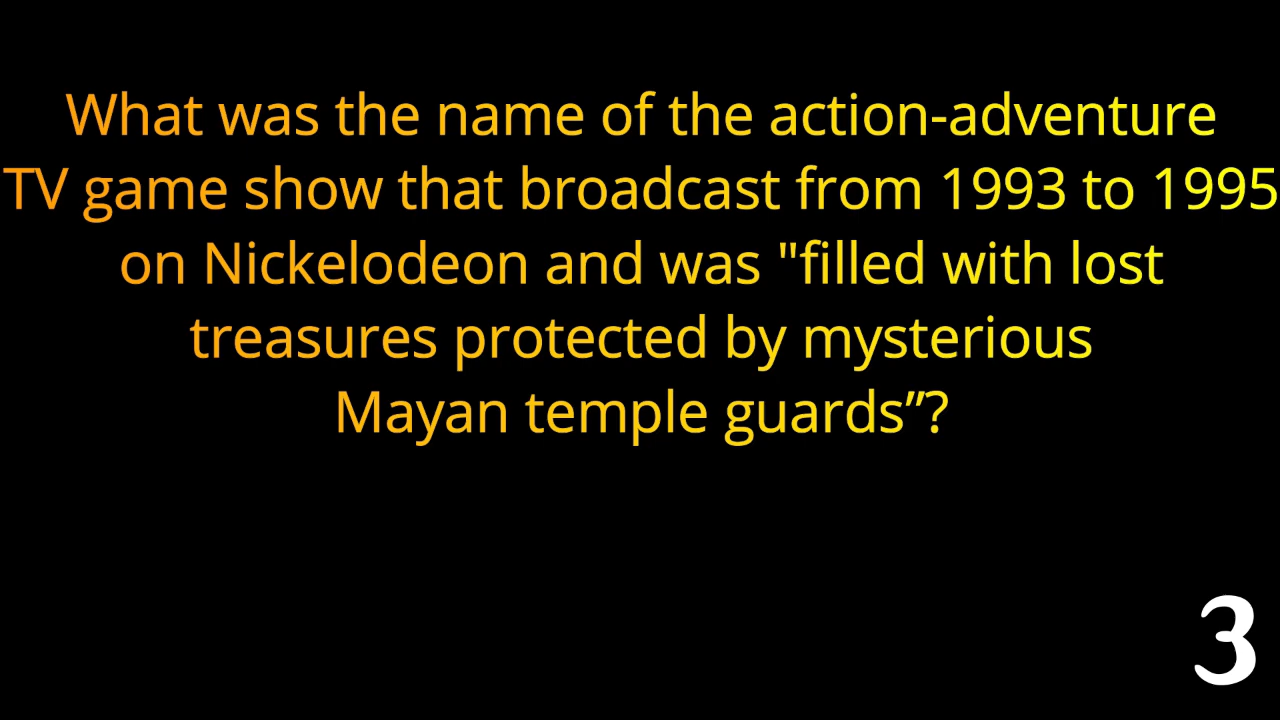 What was the name of the action-adventure
TV game show that broadcast from 1993 to 1995
on Nickelodeon and was "filled with lost
treasures protected by mysterious
Mayan temple guards”?
3